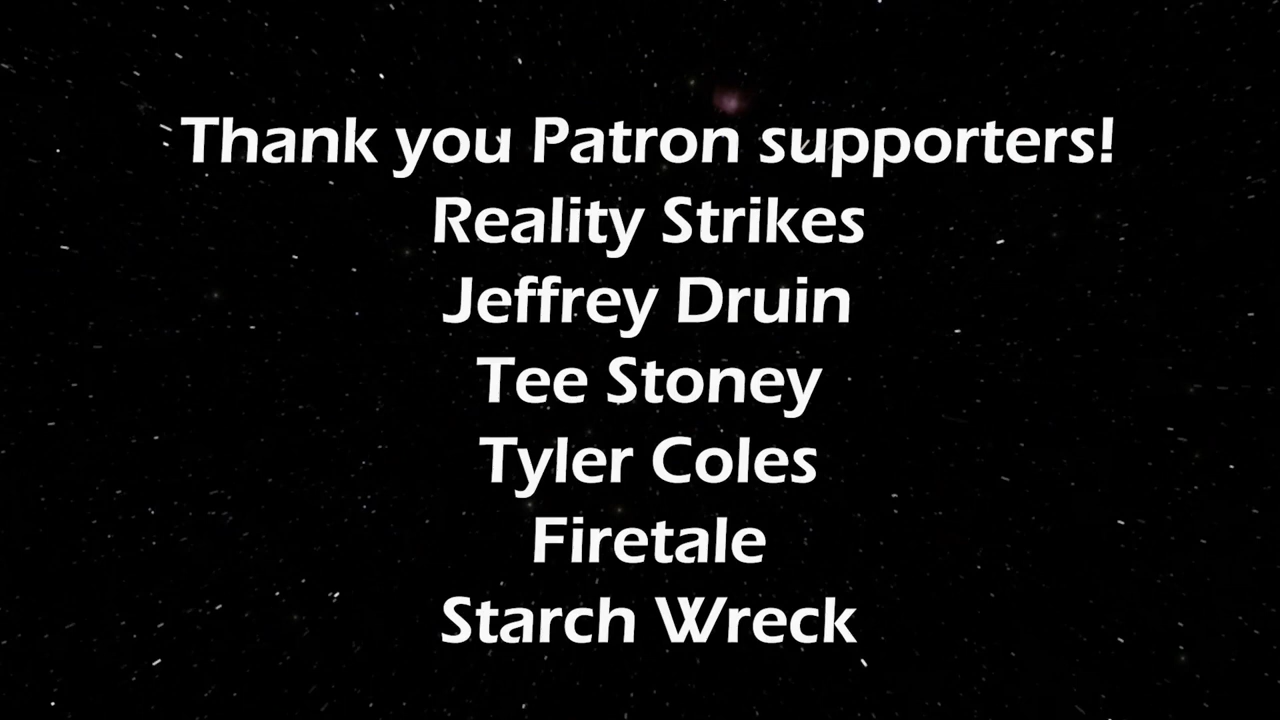 Thank you Patron supporters!
Reality Strikes
Jeffrey Druin
Tee Stoney
Tyler Coles
Firetale
Starch Wreck